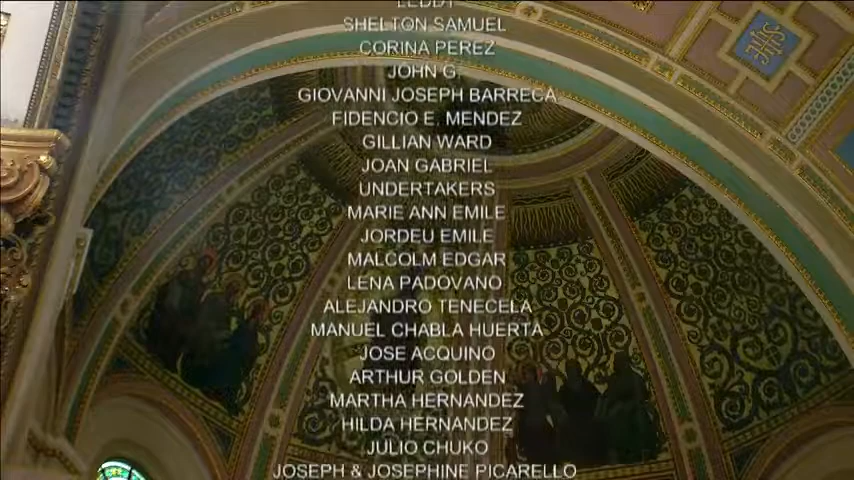 LEDDY
SHELTON SAMUEL
CORINA PEREZ
JOHN G.
GIOVANNI JOSEPH BARRECA
FIDENCIO E. MENDEZ
GILLIAN WARD
JOAN GABRIEL
UNDERTAKERS
MARIE ANN EMILE
JORDEU EMILE
MALCOLM EDGAR
LENA PADOVANO
ALEJANDRO TENECELA
MANUEL CHABLA HUERTA
JOSE ACQUINO
ARTHUR GOLDEN
MARTHA HERNANDEZ
HILDA HERNANDEZ
JULIO CHUKO
JOSEPH & JOSEPHINE PICARELLO
IHS